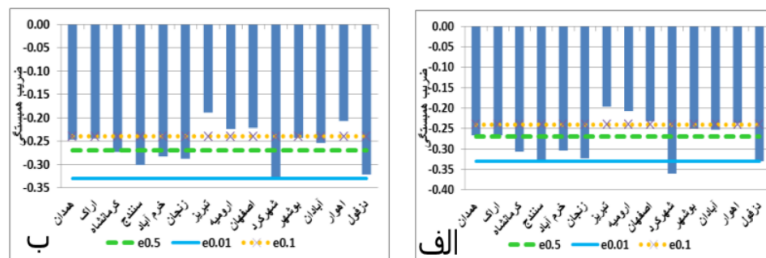 0.00
-0.05
-0.10
-0.15
-0.20
-0.25
-0.30
-0.35
-0.40
ضریب همبستگی
همدان اراک کرمانشاه سنندج خرم آباد زنجان تبریز ارومیه اصفهان شهرکرد بوشهر آبادان اهوار دزقول
e0.5 e0.01 e0.1
الف
0.00
-0.05
-0.10
-0.15
-0.20
-0.25
-0.30
-0.35
ضریب همبستگی
همدان اراک کرمانشاه سنندج خرم آباد زنجان تبریز ارومیه اصفهان شهرکرد بوشهر آبادان اهوار دزقول
e0.5 e0.01 e0.1
ب